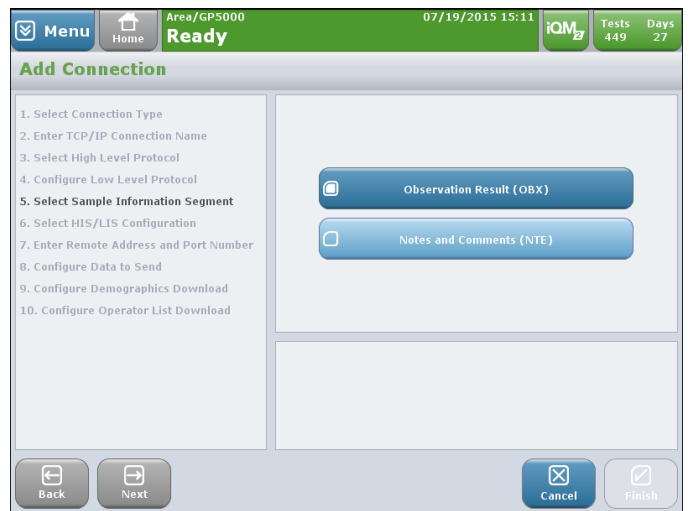 Menu
Home
Area/GP5000
Ready
07/19/2015 15:11
iQM2
Tests Days
449 27
Add Connection
1. Select Connection Type
2. Enter TCP/IP Connection Name
3. Select High Level Protocol
4. Configure Low Level Protocol
5. Select Sample Information Segment
6. Select HIS/LIS Configuration
7. Enter Remote Address and Port Number
8. Configure Data to Send
9. Configure Demographics Download
10. Configure Operator List Download
Observation Result (OBX)
Notes and Comments (NTE)
Back
Next
Cancel
Finish